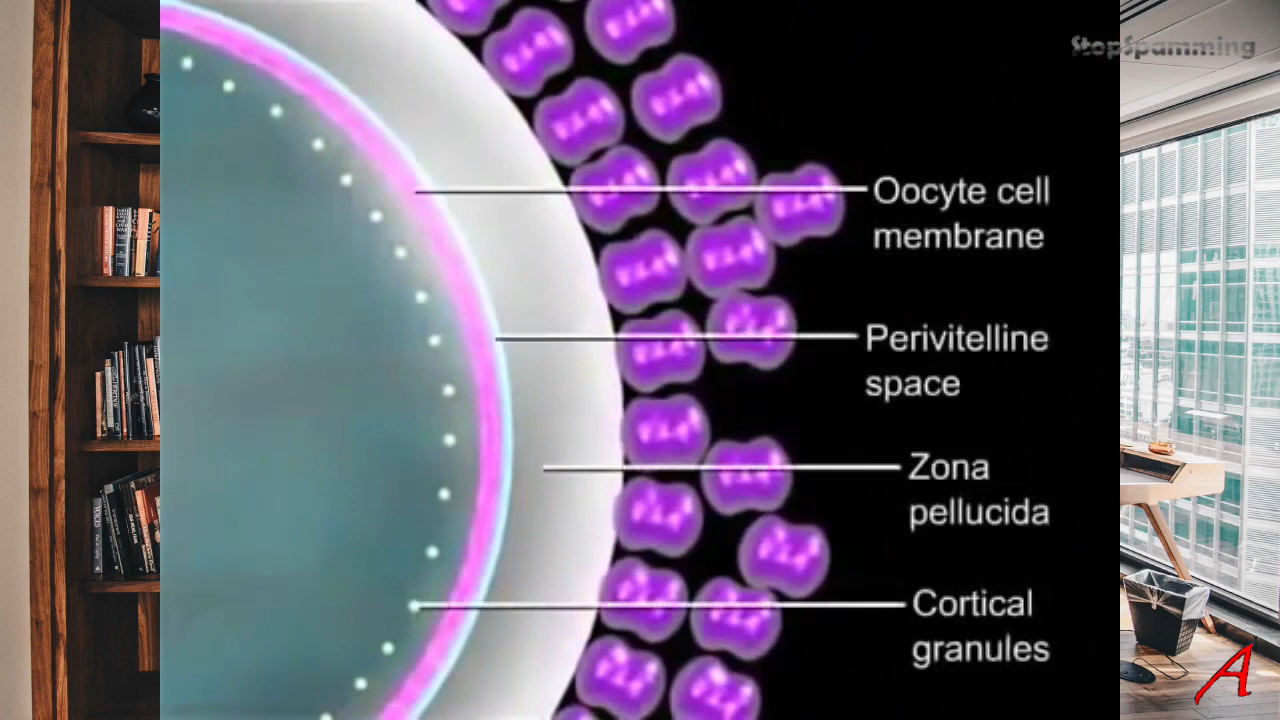 StopSpamming
Oocyte cell
membrane
Perivitelline
space
Zona
pellucida
Cortical
granules
A